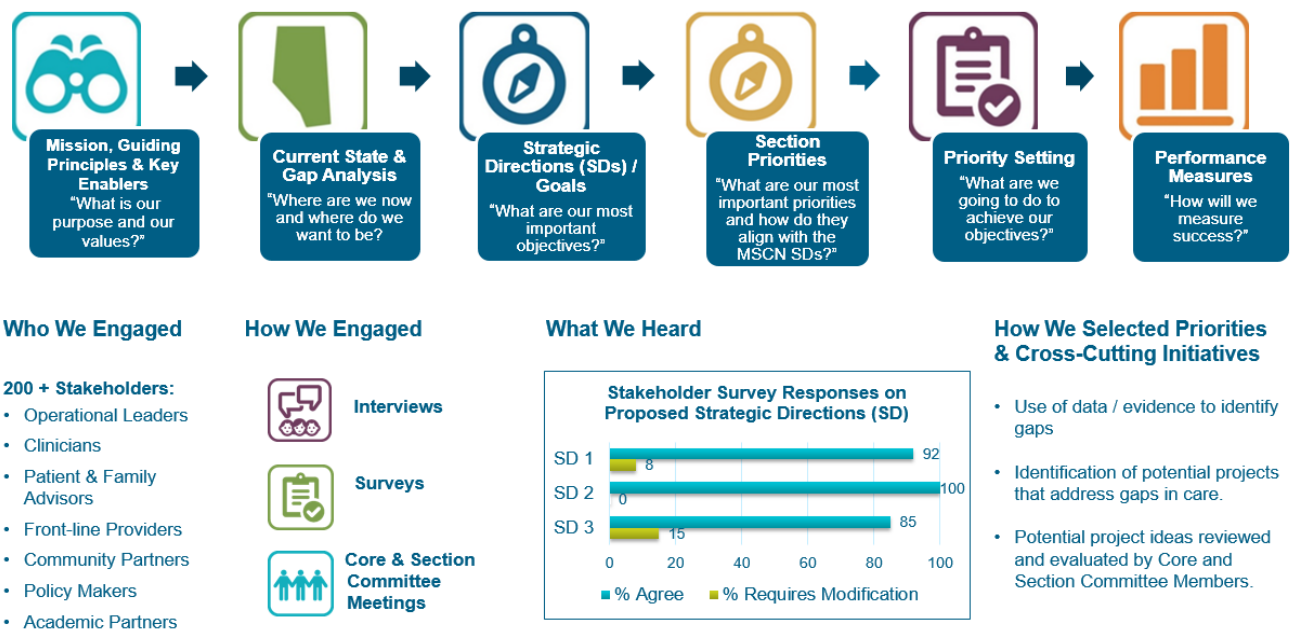 Mission, Guiding
Principles & Key
Enablers
"What is our
purpose and our
values?"
Current State &
Gap Analysis
"Where are we now
and where do we
want to be?
Strategic
Directions (SDs) /
Goals
"What are our most
important
objectives?"
Section
Priorities
"What are our most
important priorities
and how do they
align with the
MSCN SDs?"
Priority Setting
"What are we
going to do to
achieve our
objectives?"
Performance
Measures
"How will we
measure
success?"
Who We Engaged
200 + Stakeholders:
• Operational Leaders
• Clinicians
• Patient & Family
Advisors
• Front-line Providers
• Community Partners
• Policy Makers
• Academic Partners
How We Engaged
Interviews
Surveys
Core & Section
Committee
Meetings
What We Heard
Stakeholder Survey Responses on
Proposed Strategic Directions (SD)
SD 1
92
8
SD 2
100
0
SD 3
85
15
0 20 40 60 80 100
% Agree % Requires Modification
How We Selected Priorities
& Cross-Cutting Initiatives
• Use of data / evidence to identify
gaps
• Identification of potential projects
that address gaps in care.
• Potential project ideas reviewed
and evaluated by Core and
Section Committee Members.